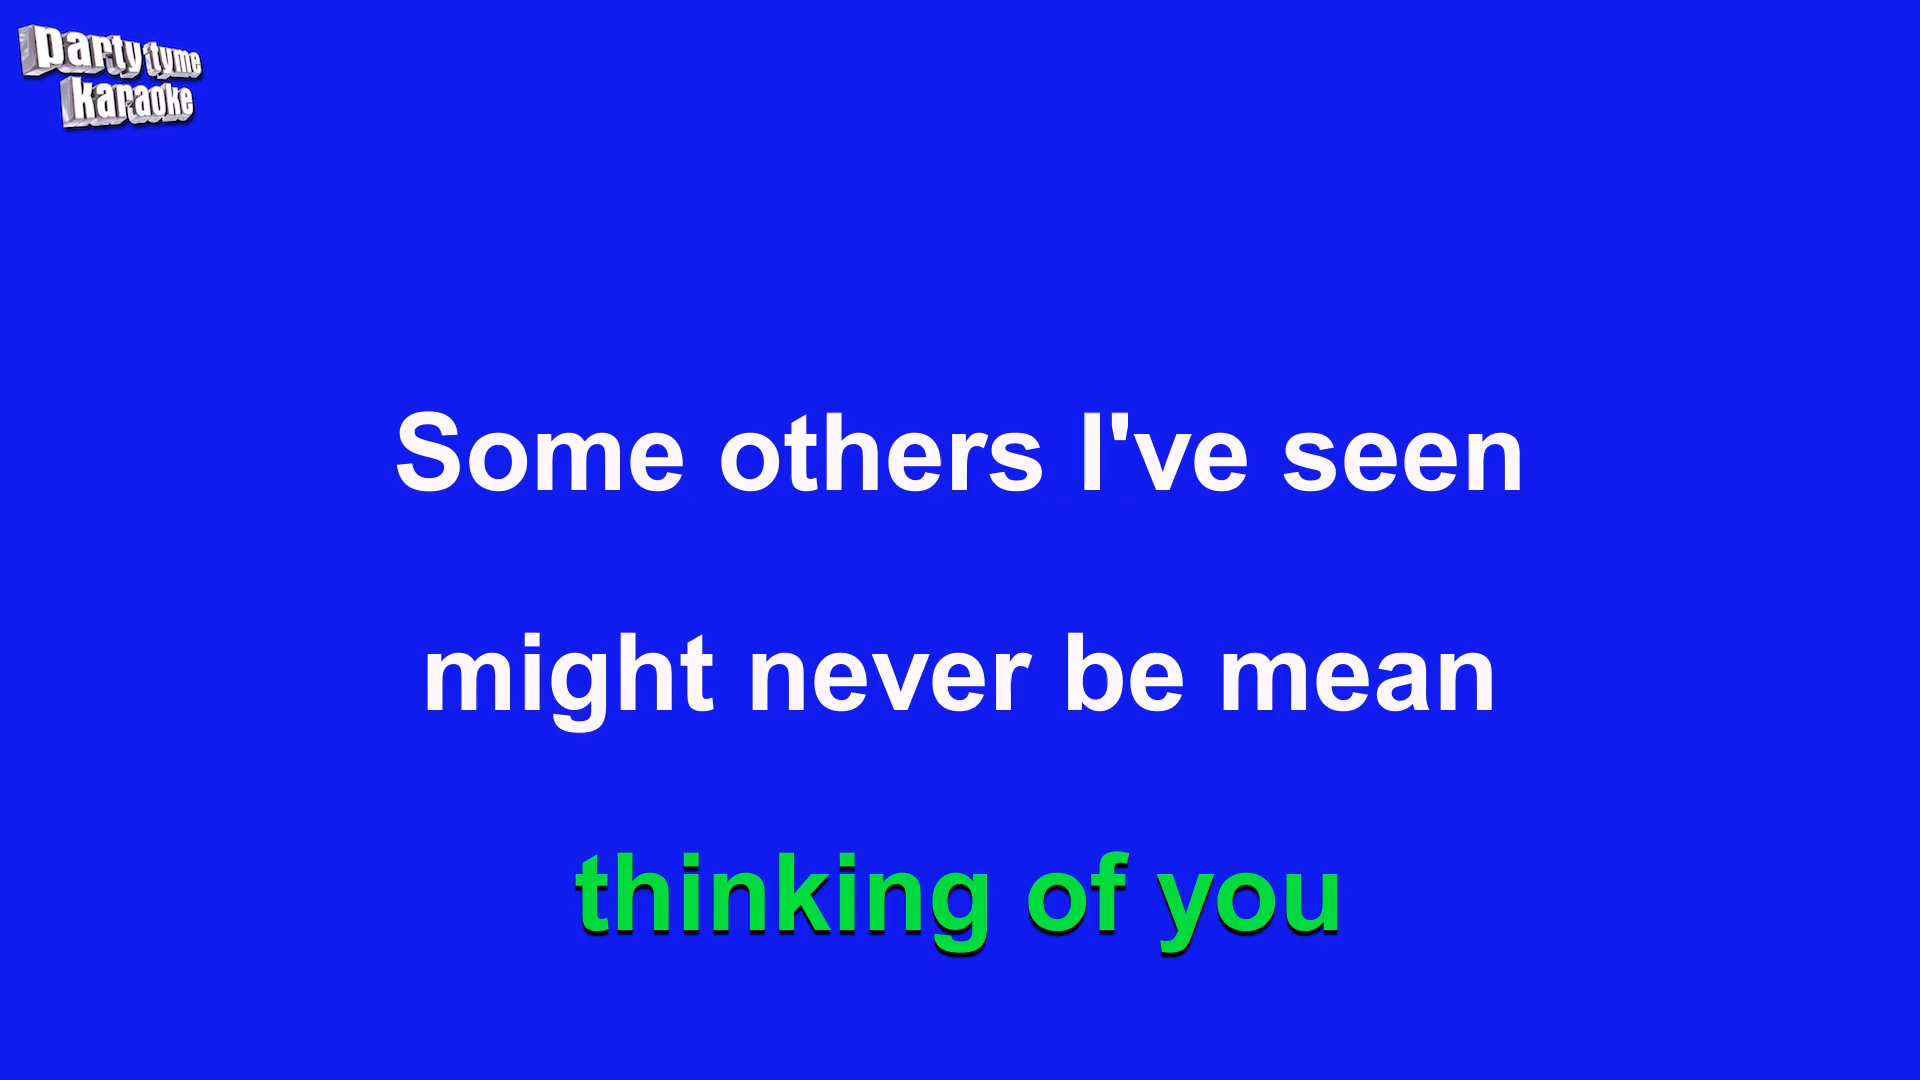 party tyme
karaoke
Some others I've seen
might never be mean
thinking of you